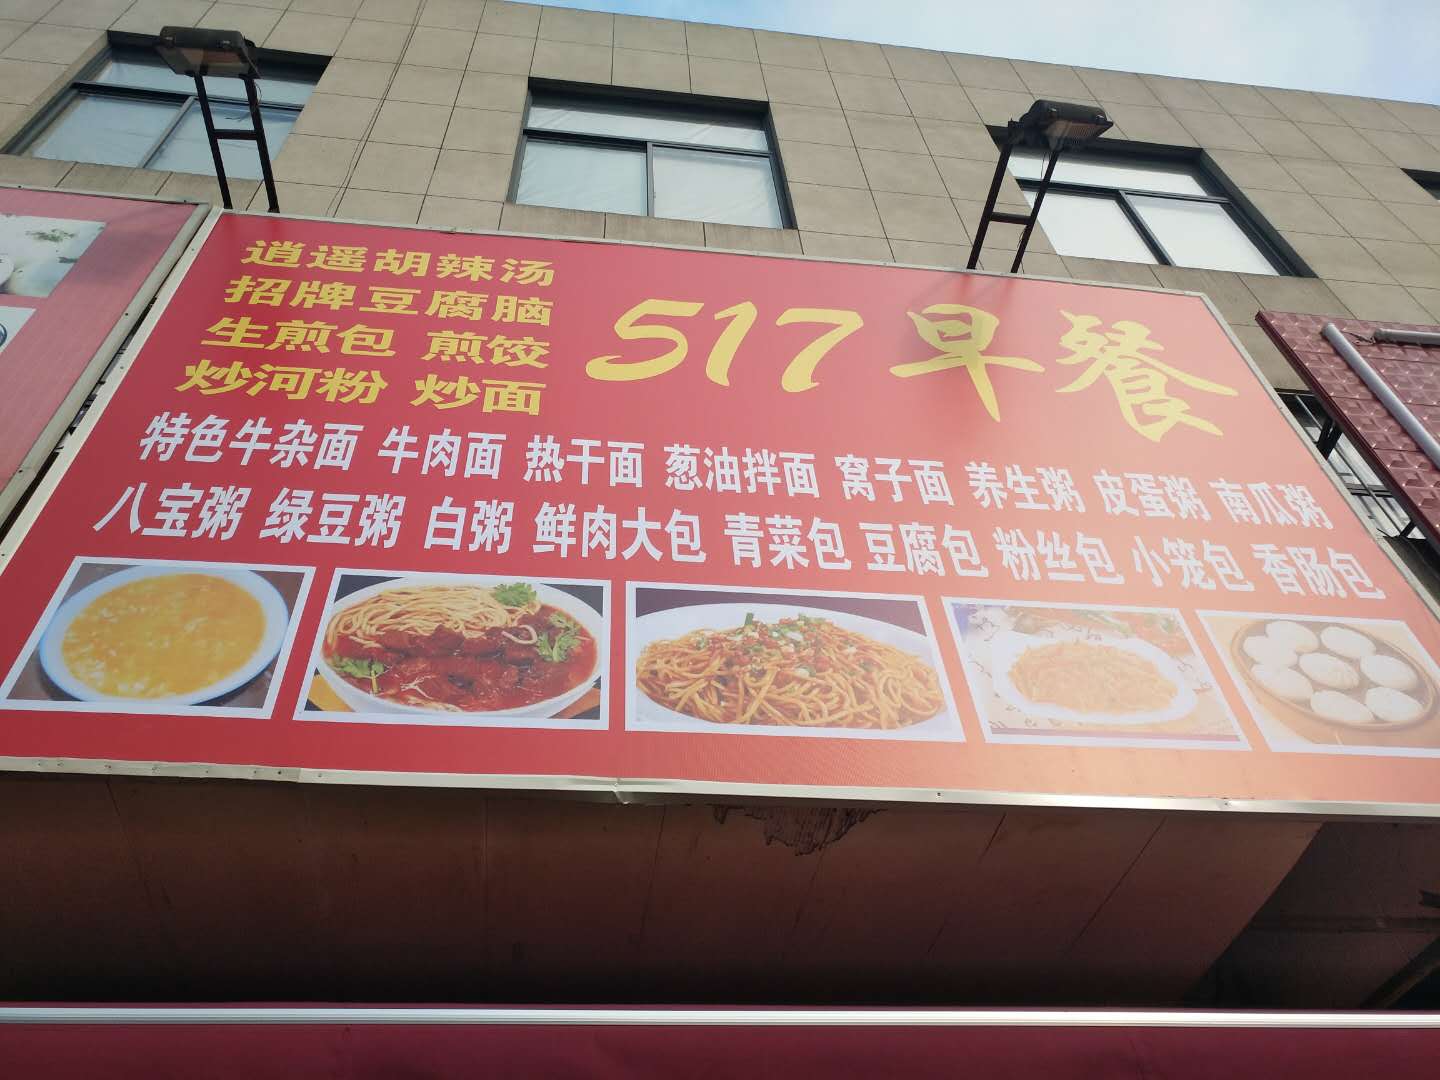 逍遥胡辣汤
招牌豆腐脑
生煎包 煎饺
炒河粉 炒面
517早餐
特色牛杂面 牛肉面 热干面 葱油拌面 窝子面 养生粥 皮蛋粥 南瓜粥
八宝粥 绿豆粥 白粥 鲜肉大包 青菜包 豆腐包 粉丝包 小笼包 香肠包